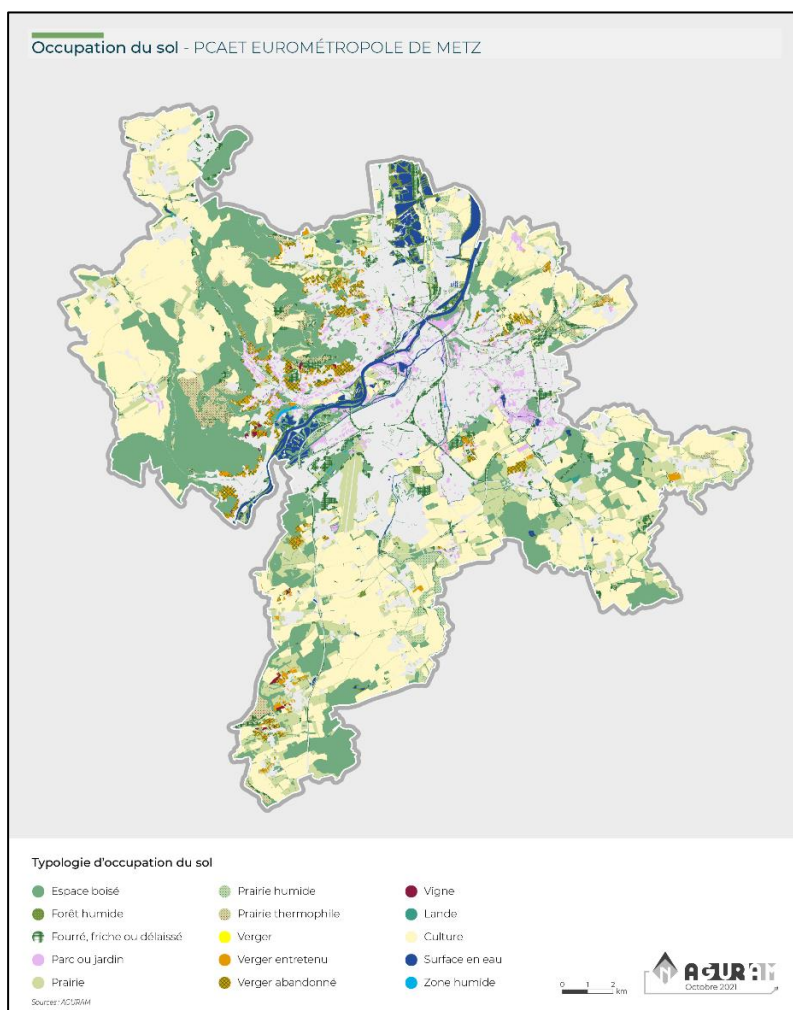 Occupation du sol - PCAET EUROMÉTROPOLE DE METZ
Typologie d'occupation du sol
Espace boisé
Forêt humide
Fourré, friche ou délaissé
Parc ou jardin
Prairie
Prairie humide
Prairie thermophile
Verger
Verger entretenu
Verger abandonné
Vigne
Lande
Culture
Surface en eau
Zone humide
Sources : AGURAM
0 1 2
km
N
AGURAM
Octobre 2021